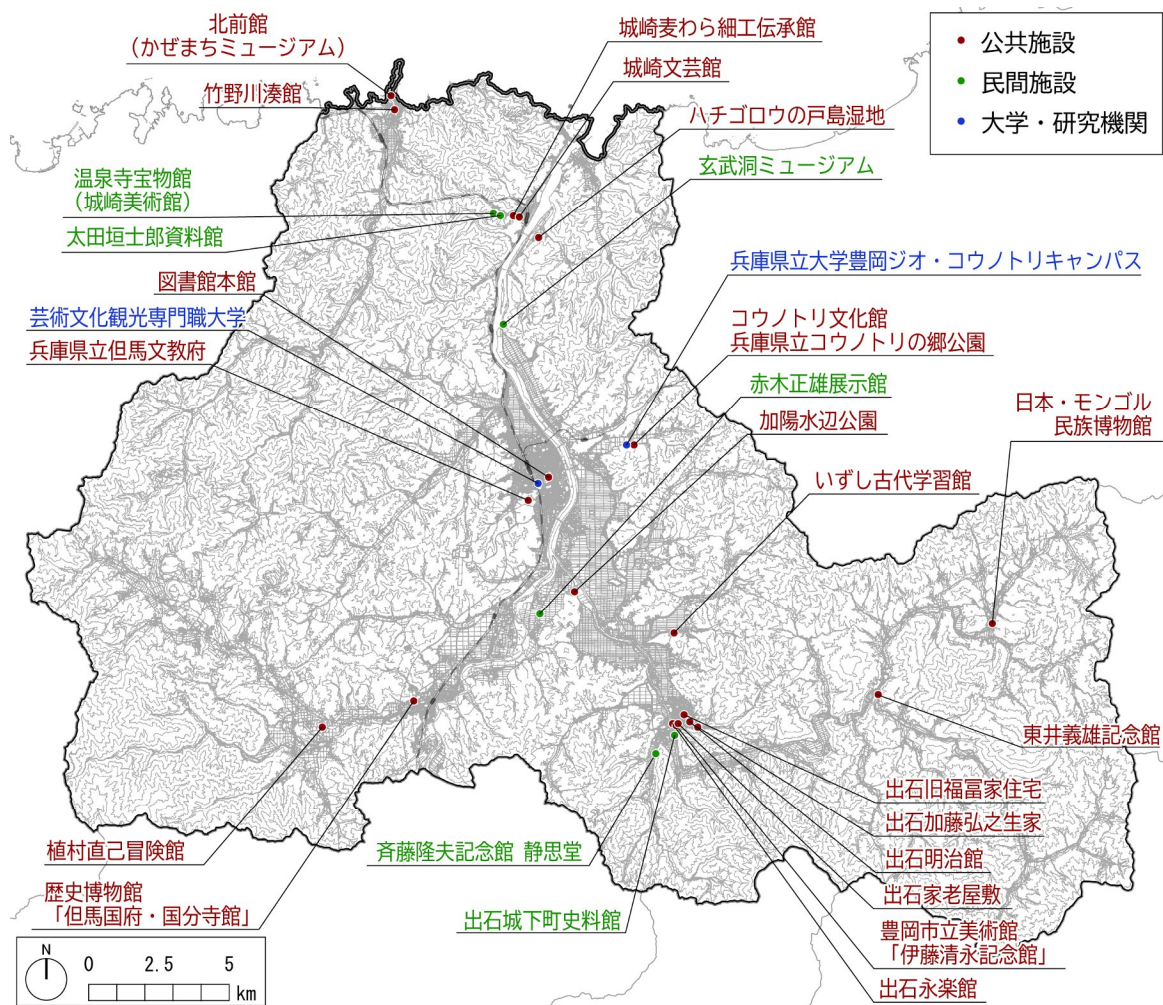 北前館
（かぜまちミュージアム）
竹野川湊館
城崎麦わら細工伝承館
城崎文芸館
ハチゴロウの戸島湿地
玄武洞ミュージアム
公共施設
民間施設
大学・研究機関
温泉寺宝物館
（城崎美術館）
太田垣士郎資料館
図書館本館
芸術文化観光専門職大学
兵庫県立但馬文教府
兵庫県立大学豊岡ジオ・コウノトリキャンパス
コウノトリ文化館
兵庫県立コウノトリの郷公園
赤木正雄展示館
加陽水辺公園
日本・モンゴル
民族博物館
いずし古代学習館
東井義雄記念館
出石旧福冨家住宅
出石加藤弘之生家
出石明治館
出石家老屋敷
豊岡市立美術館
「伊藤清永記念館」
出石永楽館
植村直己冒険館
歴史博物館
「但馬国府・国分寺館」
斉藤隆夫記念館 静思堂
出石城下町史料館
N
0 2.5 5
km